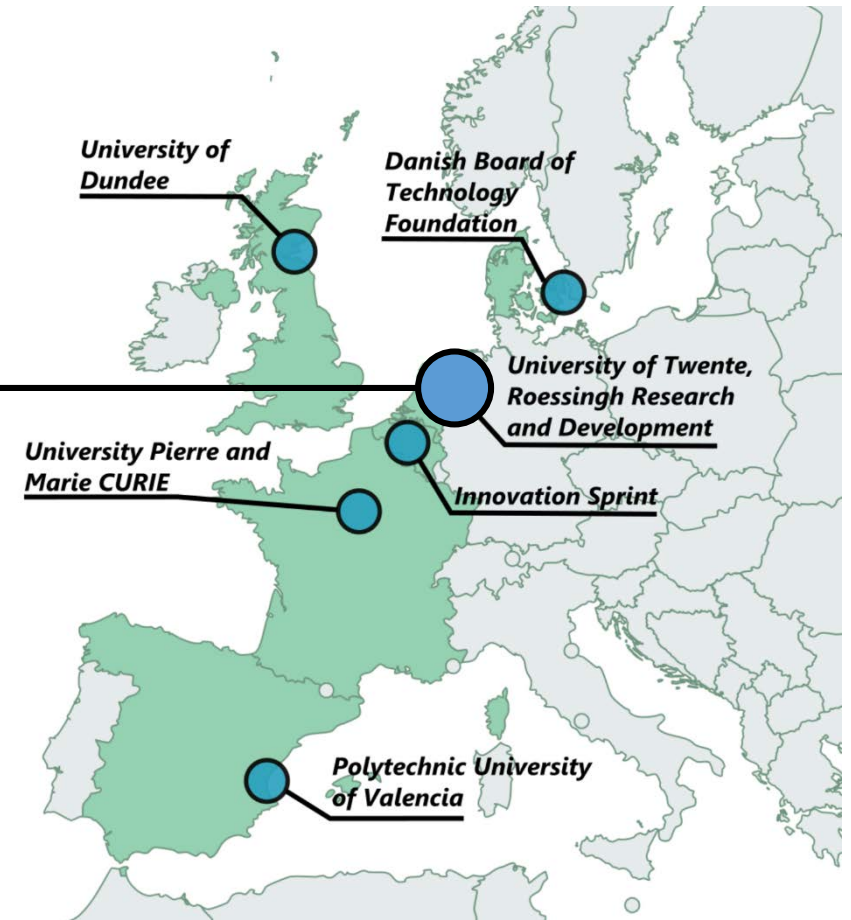 University of
Dundee
Danish Board of
Technology
Foundation
University of Twente,
Roessingh Research
and Development
University Pierre and
Marie CURIE
Innovation Sprint
Polytechnic University
of Valencia